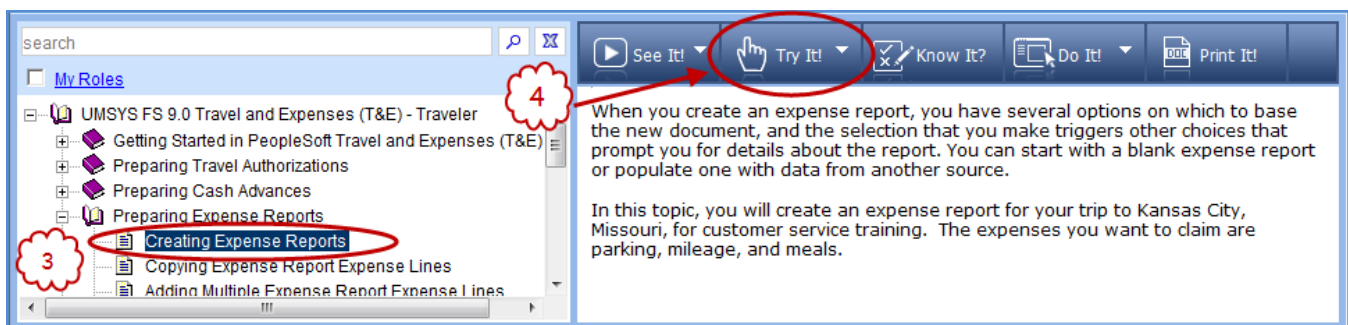 search
My Roles
UMSYS FS 9.0 Travel and Expenses (T&E) - Traveler
Getting Started in PeopleSoft Travel and Expenses (T&E)
Preparing Travel Authorizations
Preparing Cash Advances
Preparing Expense Reports
Creating Expense Reports
Copying Expense Report Expense Lines
Adding Multiple Expense Report Expense Lines
3
4
See It! Try It! Know It? Do It! DOC Print It!
When you create an expense report, you have several options on which to base
the new document, and the selection that you make triggers other choices that
prompt you for details about the report. You can start with a blank expense report
or populate one with data from another source.
In this topic, you will create an expense report for your trip to Kansas City,
Missouri, for customer service training. The expenses you want to claim are
parking, mileage, and meals.